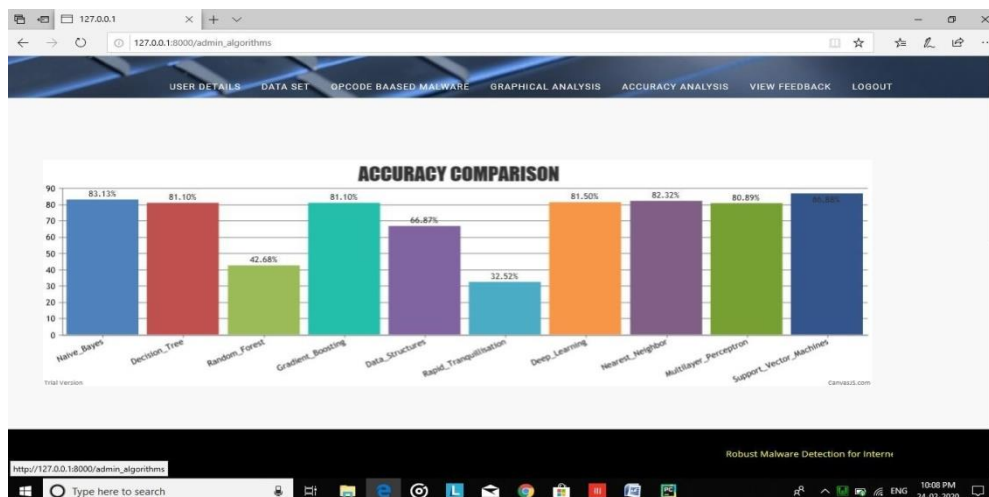 127.0.0.1
127.0.0.1:8000/admin_algorithms
USER DETAILS DATA SET OPCODE BAASED MALWARE GRAPHICAL ANALYSIS ACCURACY ANALYSIS VIEW FEEDBACK LOGOUT
ACCURACY COMPARISON
90
80
70
60
50
40
30
20
10
0
83.13%
81.10%
42.68%
81.10%
66.87%
32.52%
81.50%
82.32%
80.89%
Naive_Bayes
Decision_Tree
Random_Forest
Gradient_Boosting
Data_Structures
Rapid_Tranquillisation
Deep_Learning
Nearest_Neighbor
Multilayer_Perceptron
Support_Vector_Machines
Trial Version
CanvasJS.com
Robust Malware Detection for Interne
http://127.0.0.1:8000/admin_algorithms
Type here to search
L
PC
ENG
10:08 PM
24-02-2020